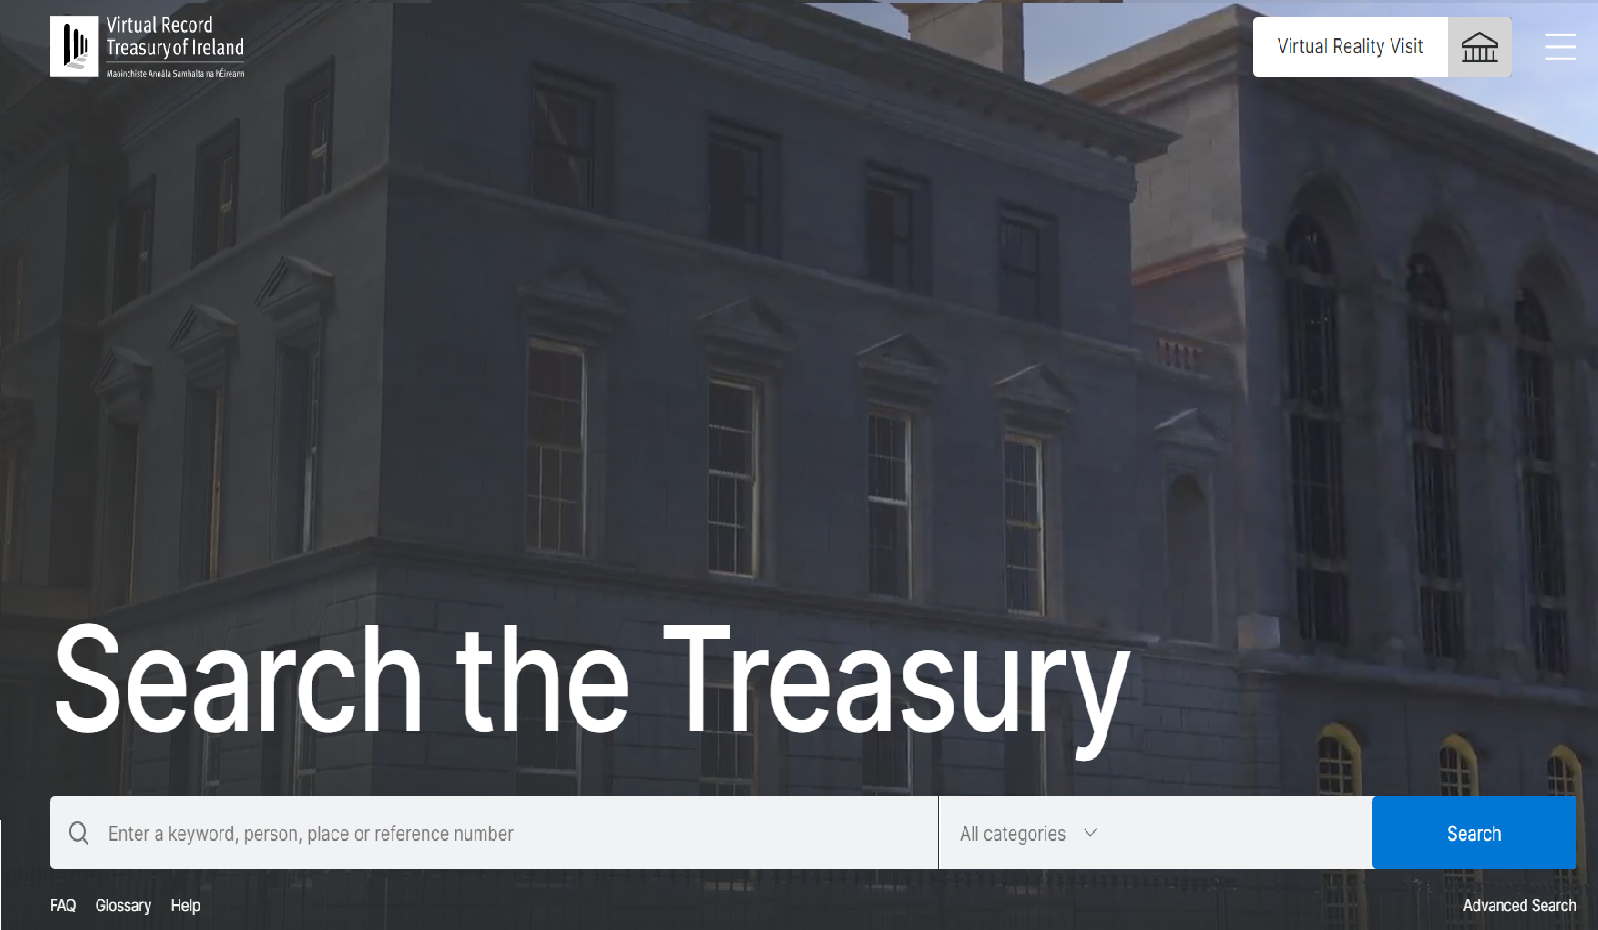 Virtual Record
Treasury of Ireland
Maoinchiste Annála Samhalta na hÉireann
Virtual Reality Visit
Search the Treasury
Enter a keyword, person, place or reference number
All categories
Search
FAQ Glossary Help
Advanced Search